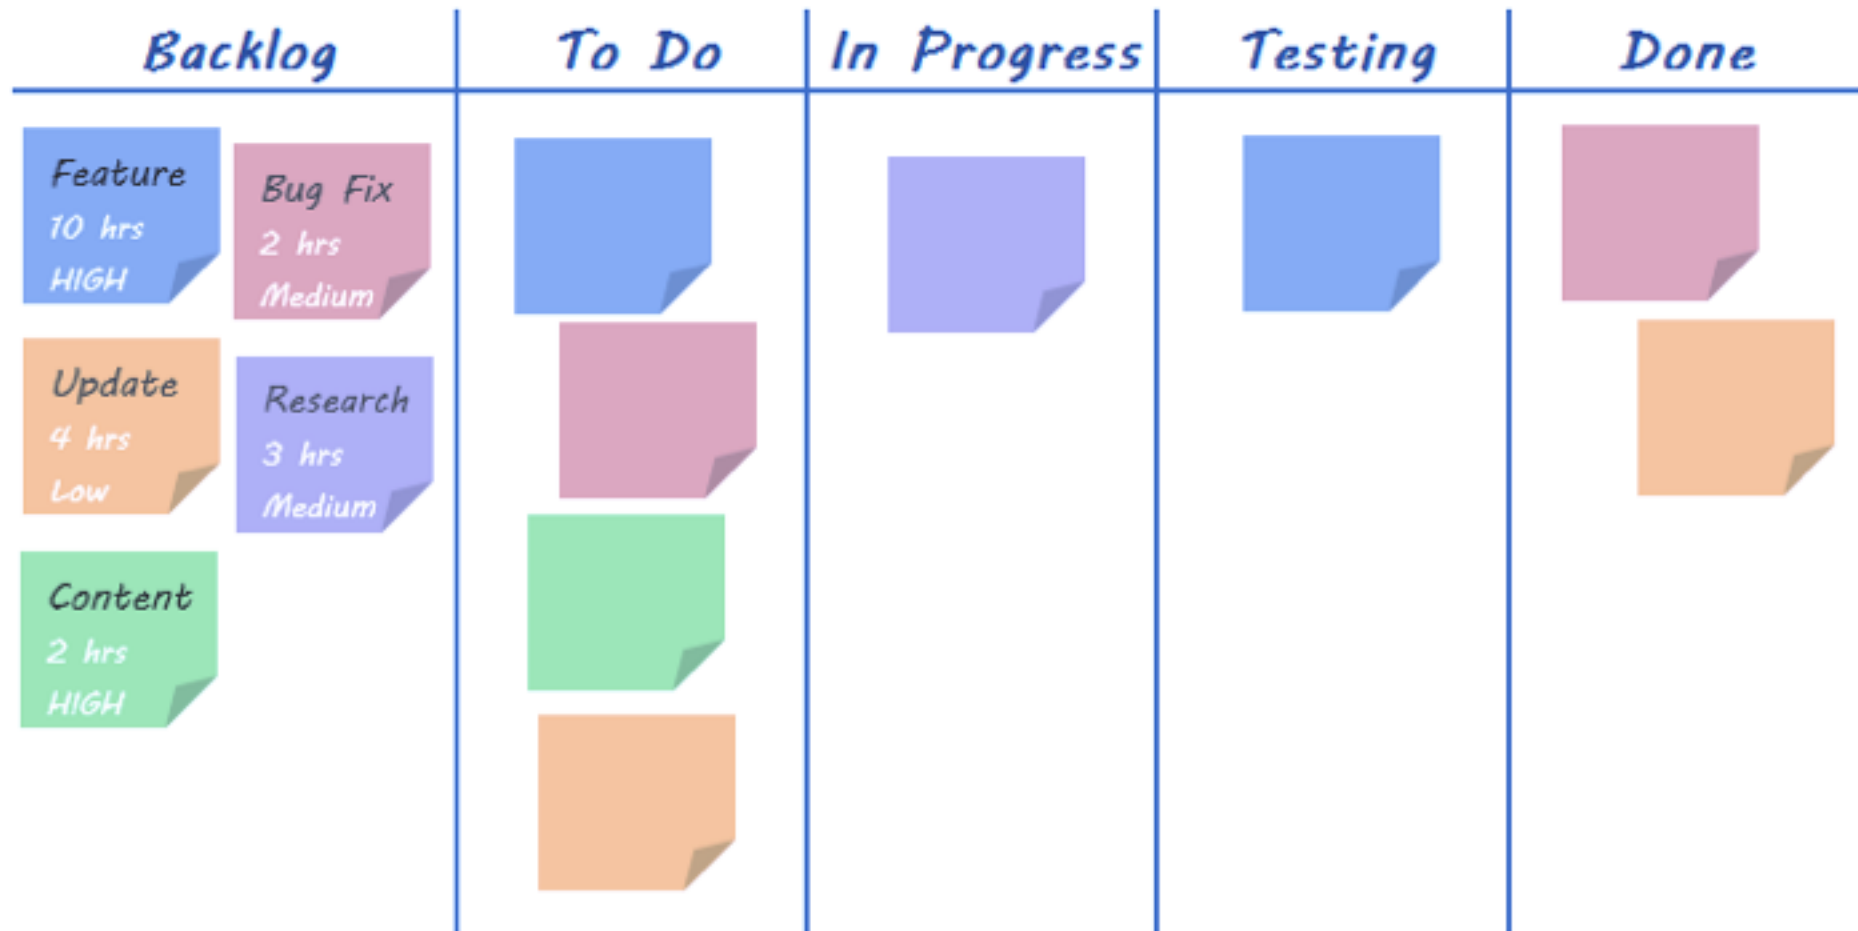 Backlog
To Do
In Progress
Testing
Done
Feature
10 hrs
HIGH
Bug Fix
2 hrs
Medium
Update
4 hrs
Low
Research
3 hrs
Medium
Content
2 hrs
HIGH